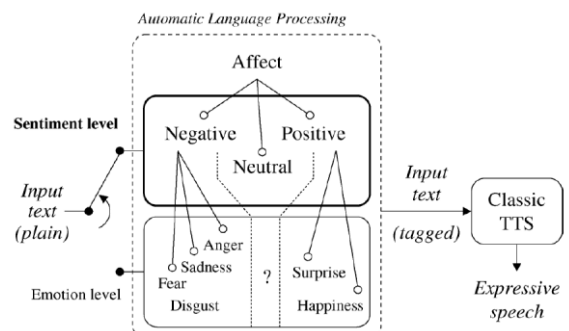 Automatic Language Processing
Affect
Sentiment level
Negative
Positive
Neutral
Input
text
(plain)
Input
text
(tagged)
Classic
TTS
Anger
Sadness
Fear
Disgust
?
Surprise
Happiness
Emotion level
Expressive
speech